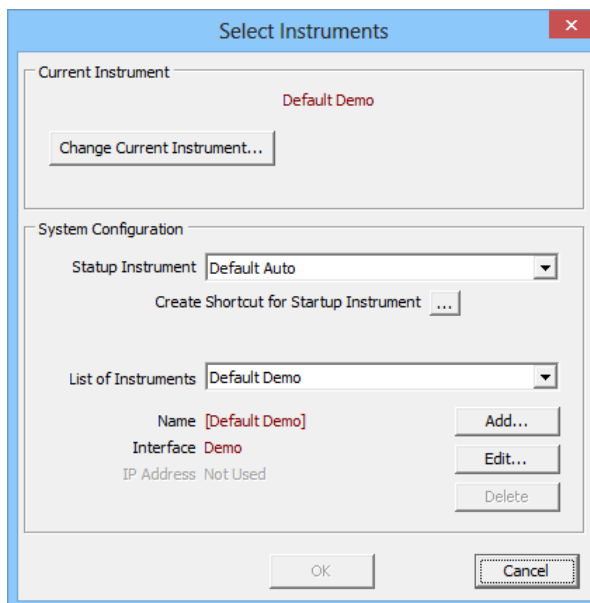 Select Instruments
Current Instrument
Default Demo
Change Current Instrument...
System Configuration
Statup Instrument Default Auto
Create Shortcut for Startup Instrument ...
List of Instruments Default Demo
Name [Default Demo] Add...
Interface Demo Edit...
IP Address Not Used Delete
OK Cancel